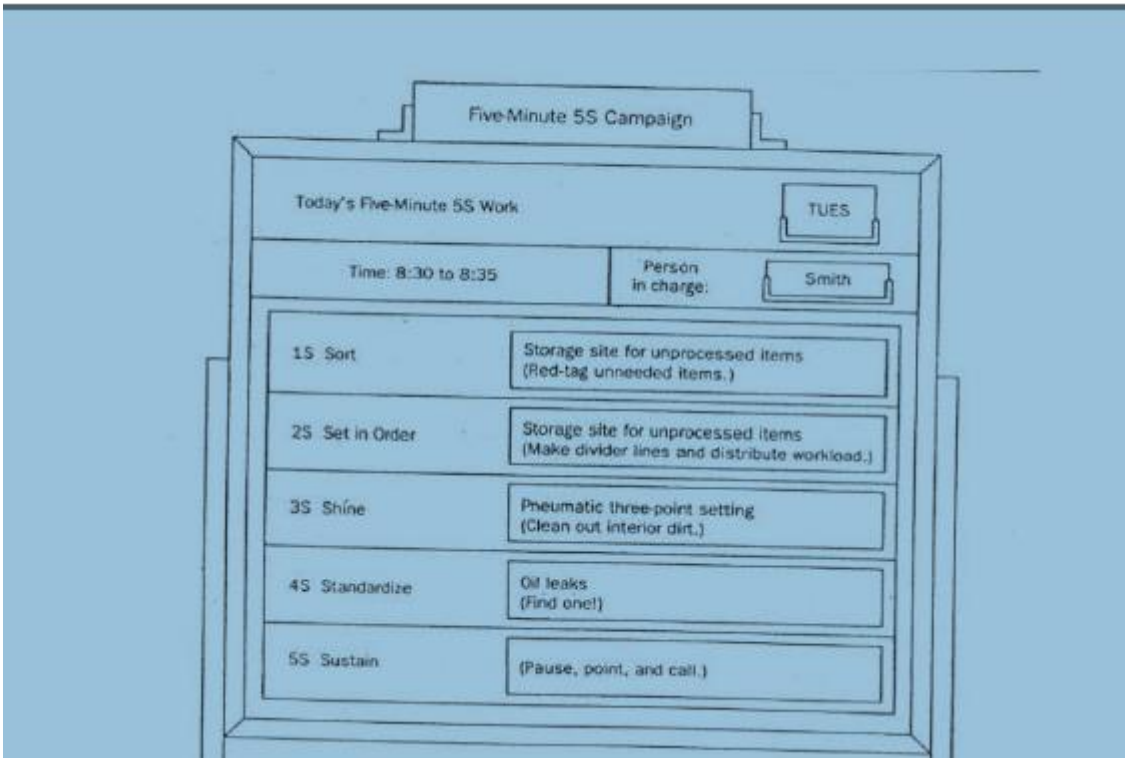 Five-Minute 5S Campaign
Today's Five-Minute 5S Work
TUES
Time: 8:30 to 8:35
Person
in charge:
Smith
1S Sort
Storage site for unprocessed items
(Red-tag unneeded items.)
2S Set in Order
Storage site for unprocessed items
(Make divider lines and distribute workload.)
3S Shine
Pneumatic three-point setting
(Clean out interior dirt.)
4S Standardize
Oil leaks
(Find one!)
5S Sustain
(Pause, point, and call.)